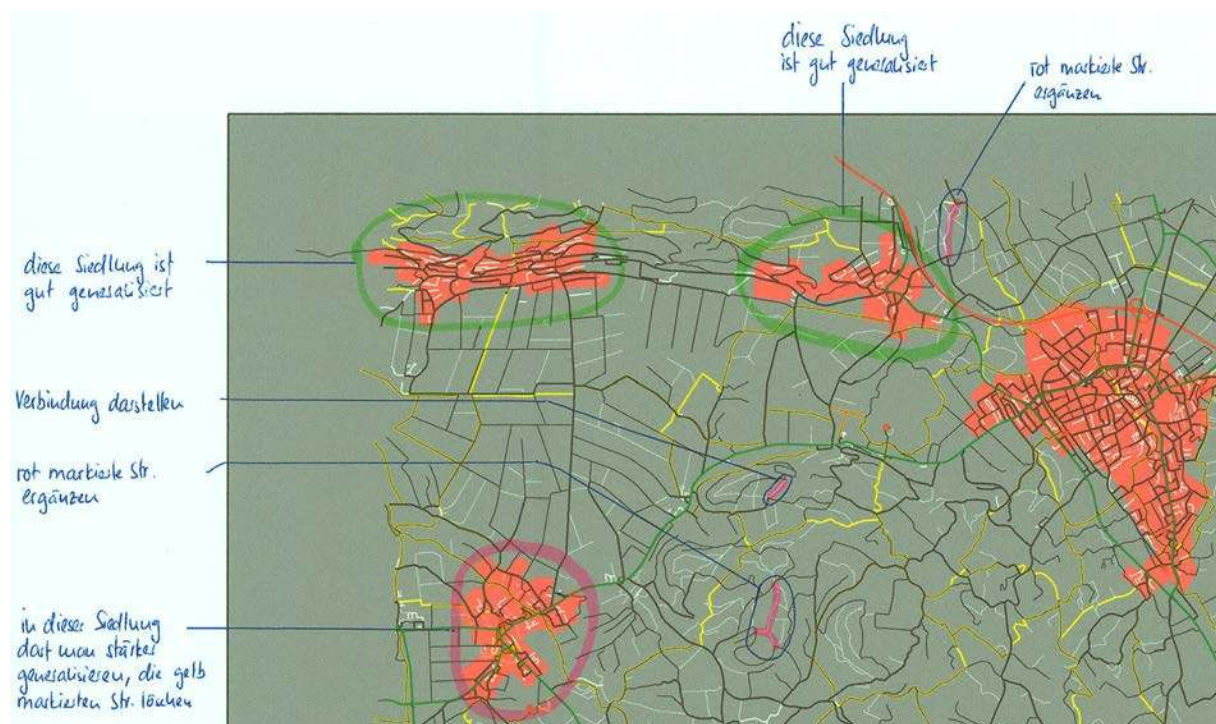 diese Siedlung
ist gut generalisiert
rot markierte Str.
ergänzen
diese Siedlung ist
gut generalisiert
Verbindung darstellen
rot markierte Str.
ergänzen
in dieser Siedlung
darf man stärker
generalisieren, die gelb
markierten Str. löschen